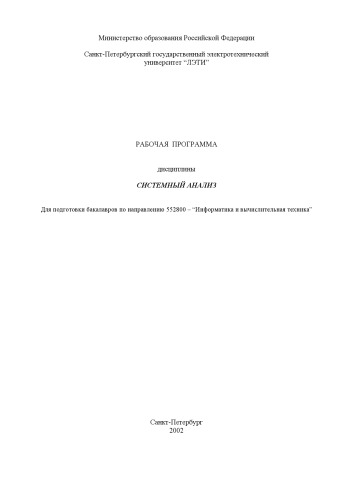 Министерство образования Российской Федерации
Санкт-Петербургский государственный электротехнический
университет “ЛЭТИ”
РАБОЧАЯ ПРОГРАММА
дисциплины
СИСТЕМНЫЙ АНАЛИЗ
Для подготовки бакалавров по направлению 552800 – “Информатика и вычислительная техника”
Санкт-Петербург
2002